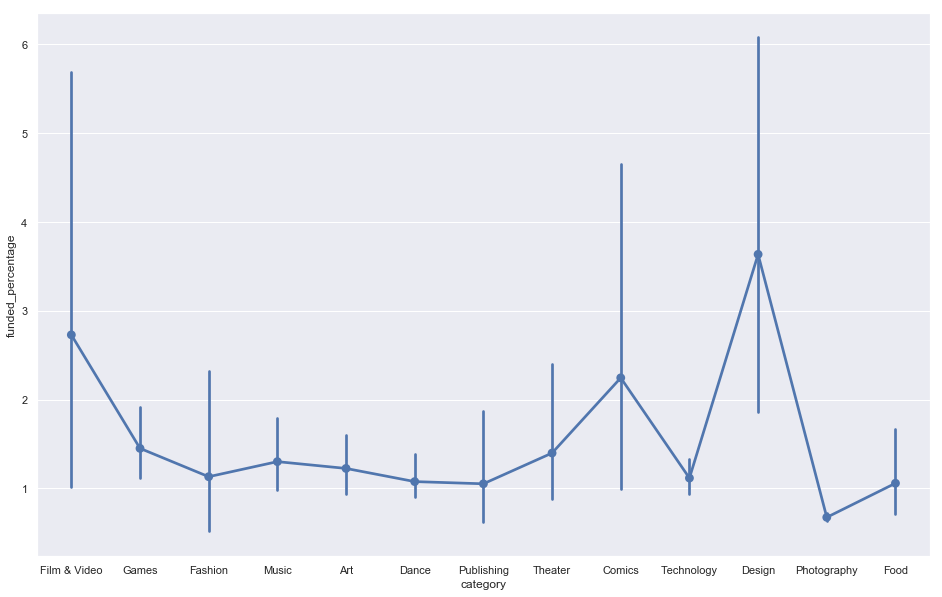 6
5
4
3
2
1
funded_percentage
Film & Video Games Fashion Music Art Dance Publishing Theater Comics Technology Design Photography Food
category